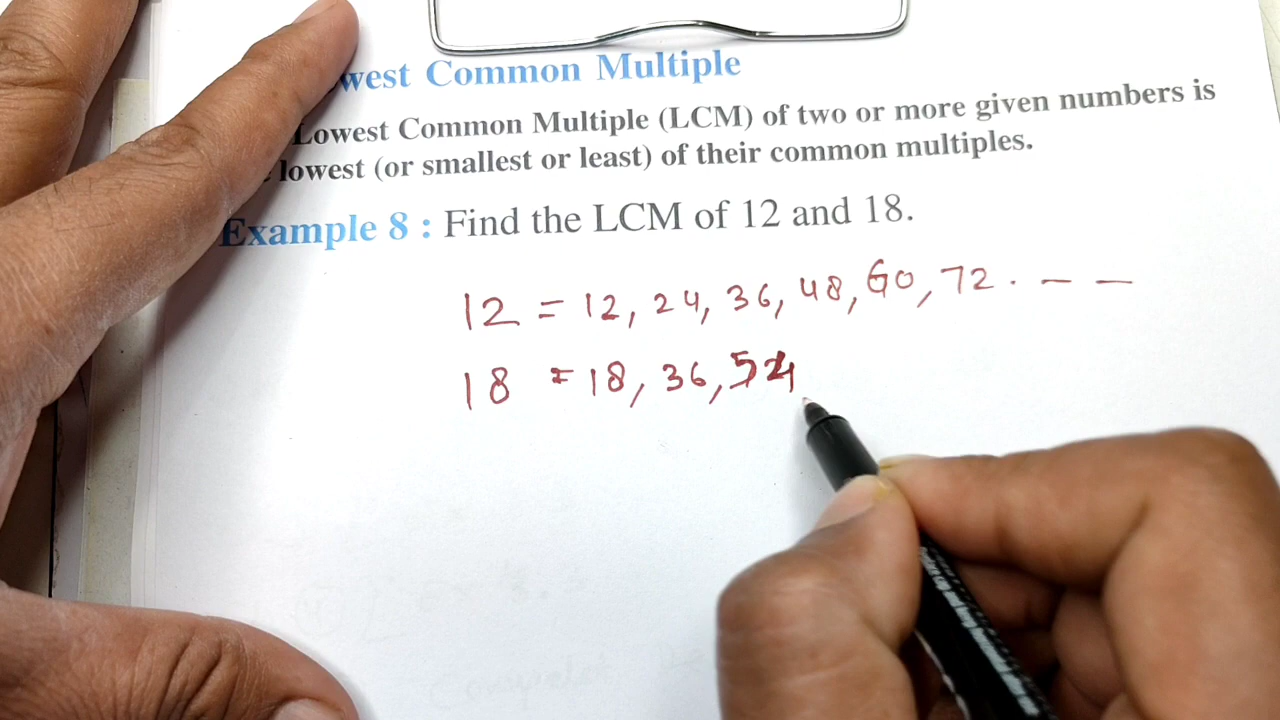 west Common Multiple
Lowest Common Multiple (LCM) of two or more given numbers is
lowest (or smallest or least) of their common multiples.
Example 8 : Find the LCM of 12 and 18.
12 = 12, 24, 36, 48, 60, 72 . — —
18 = 18, 36, 54